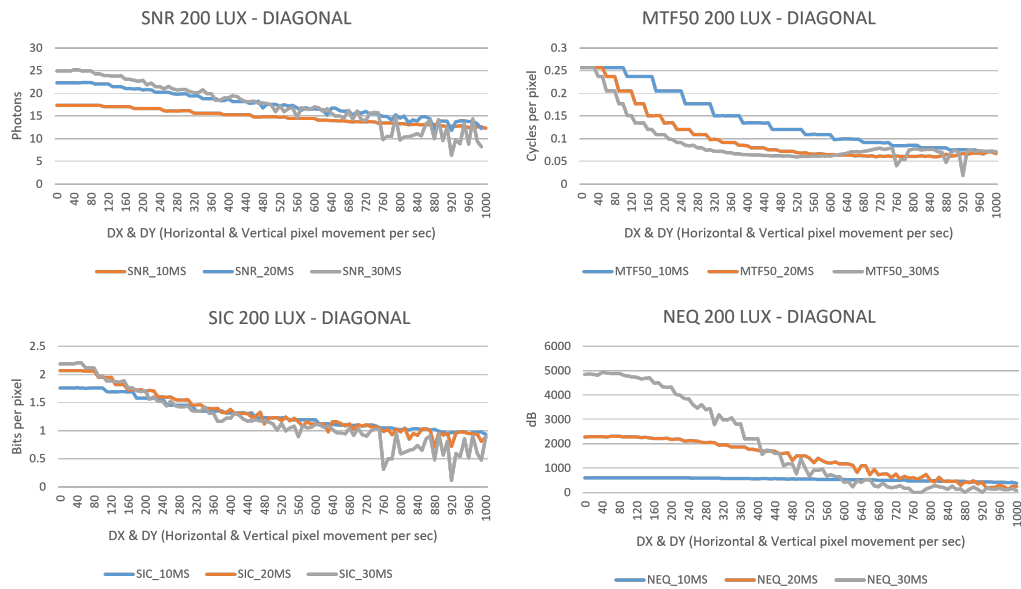 SNR 200 LUX - DIAGONAL
30
25
20
15
10
5
0
Photons
0 40 80 120 160 200 240 280 320 360 400 440 480 520 560 600 640 680 720 760 800 840 880 920 960 1000
DX & DY (Horizontal & Vertical pixel movement per sec)
SNR_10MS SNR_20MS SNR_30MS
MTF50 200 LUX - DIAGONAL
0.3
0.25
0.2
0.15
0.1
0.05
0
Cycles per pixel
0 40 80 120 160 200 240 280 320 360 400 440 480 520 560 600 640 680 720 760 800 840 880 920 960 1000
DX & DY (Horizontal & Vertical pixel movement per sec)
MTF50_10MS MTF50_20MS MTF50_30MS
SIC 200 LUX - DIAGONAL
2.5
2
1.5
1
0.5
0
Bits per pixel
0 40 80 120 160 200 240 280 320 360 400 440 480 520 560 600 640 680 720 760 800 840 880 920 960 1000
DX & DY (Horizontal & Vertical pixel movement per sec)
SIC_10MS SIC_20MS SIC_30MS
NEQ 200 LUX - DIAGONAL
6000
5000
4000
3000
2000
1000
0
dB
0 40 80 120 160 200 240 280 320 360 400 440 480 520 560 600 640 680 720 760 800 840 880 920 960 1000
DX & DY (Horizontal & Vertical pixel movement per sec)
NEQ_10MS NEQ_20MS NEQ_30MS